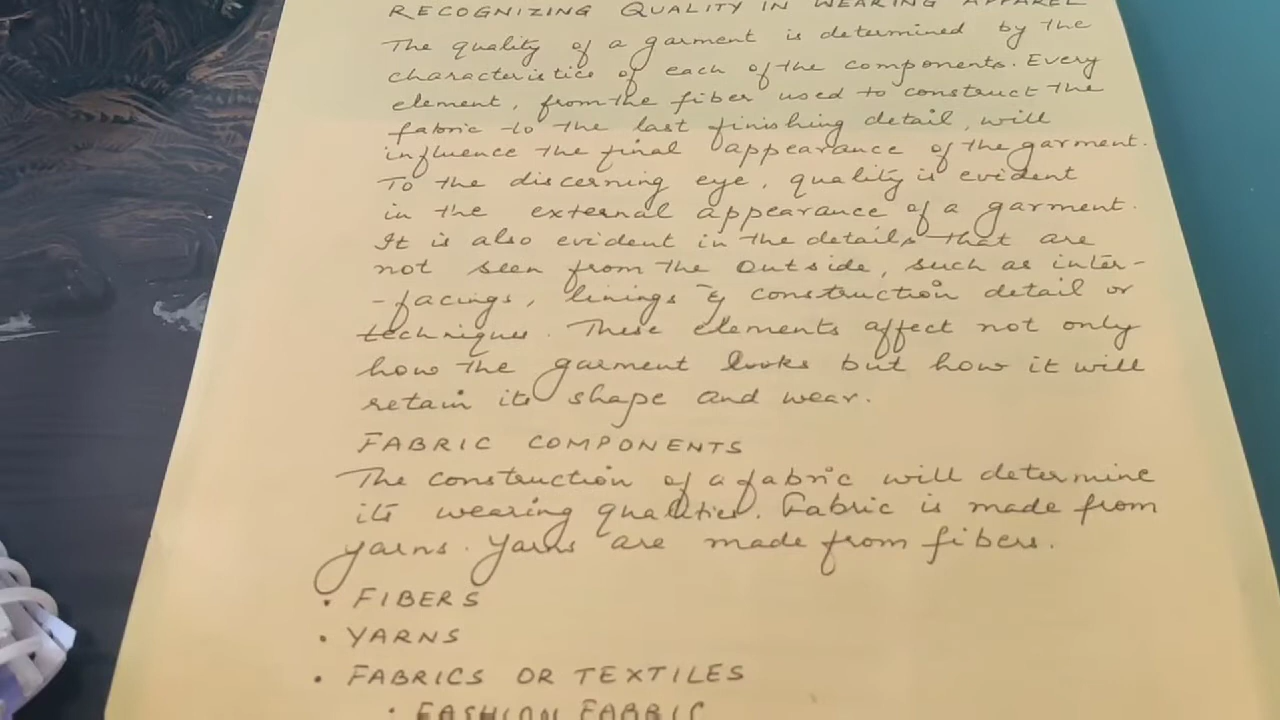 RECOGNIZING QUALITY IN WEARING APPAREL
The quality of a garment is determined by the
characteristics of each of the components. Every
element, from the fiber used to construct the
fabric to the last finishing detail, will
influence the final appearance of the garment.
To the discerning eye, quality is evident
in the external appearance of a garment.
It is also evident in the details that are
not seen from the outside, such as inter-
-facings, linings & construction detail or
techniques. These elements affect not only
how the garment looks but how it will
retain its shape and wear.
FABRIC COMPONENTS
The construction of a fabric will determine
its wearing qualities. Fabric is made from
yarns. Yarns are made from fibers.
• FIBERS
• YARNS
• FABRICS OR TEXTILES
• FASHION FABRIC